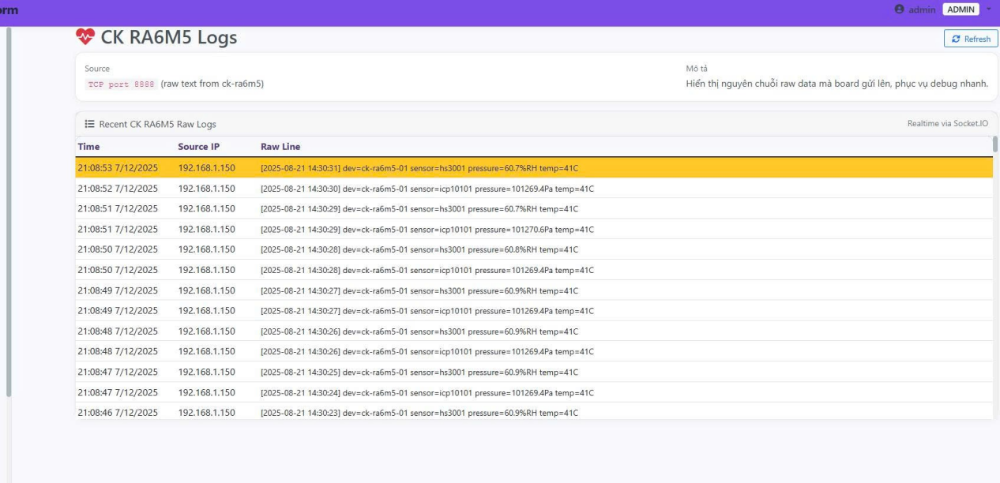 orm
admin ADMIN
CK RA6M5 Logs
Refresh
Source
TCP port 8888 (raw text from ck-ra6m5)
Mô tả
Hiển thị nguyên chuỗi raw data mà board gửi lên, phục vụ debug nhanh.
Recent CK RA6M5 Raw Logs
Realtime via Socket.IO
Time Source IP Raw Line
21:08:53 7/12/2025 192.168.1.150 [2025-08-21 14:30:31] dev=ck-ra6m5-01 sensor=hs3001 pressure=60.7%RH temp=41C
21:08:52 7/12/2025 192.168.1.150 [2025-08-21 14:30:30] dev=ck-ra6m5-01 sensor=icp10101 pressure=101269.4Pa temp=41C
21:08:51 7/12/2025 192.168.1.150 [2025-08-21 14:30:29] dev=ck-ra6m5-01 sensor=hs3001 pressure=60.7%RH temp=41C
21:08:51 7/12/2025 192.168.1.150 [2025-08-21 14:30:29] dev=ck-ra6m5-01 sensor=icp10101 pressure=101270.6Pa temp=41C
21:08:50 7/12/2025 192.168.1.150 [2025-08-21 14:30:28] dev=ck-ra6m5-01 sensor=hs3001 pressure=60.8%RH temp=41C
21:08:50 7/12/2025 192.168.1.150 [2025-08-21 14:30:28] dev=ck-ra6m5-01 sensor=icp10101 pressure=101269.4Pa temp=41C
21:08:49 7/12/2025 192.168.1.150 [2025-08-21 14:30:27] dev=ck-ra6m5-01 sensor=hs3001 pressure=60.9%RH temp=41C
21:08:49 7/12/2025 192.168.1.150 [2025-08-21 14:30:27] dev=ck-ra6m5-01 sensor=icp10101 pressure=101269.4Pa temp=41C
21:08:48 7/12/2025 192.168.1.150 [2025-08-21 14:30:26] dev=ck-ra6m5-01 sensor=hs3001 pressure=60.9%RH temp=41C
21:08:48 7/12/2025 192.168.1.150 [2025-08-21 14:30:26] dev=ck-ra6m5-01 sensor=icp10101 pressure=101269.4Pa temp=41C
21:08:47 7/12/2025 192.168.1.150 [2025-08-21 14:30:25] dev=ck-ra6m5-01 sensor=hs3001 pressure=60.9%RH temp=41C
21:08:47 7/12/2025 192.168.1.150 [2025-08-21 14:30:24] dev=ck-ra6m5-01 sensor=icp10101 pressure=101269.4Pa temp=41C
21:08:46 7/12/2025 192.168.1.150 [2025-08-21 14:30:23] dev=ck-ra6m5-01 sensor=hs3001 pressure=60.9%RH temp=41C